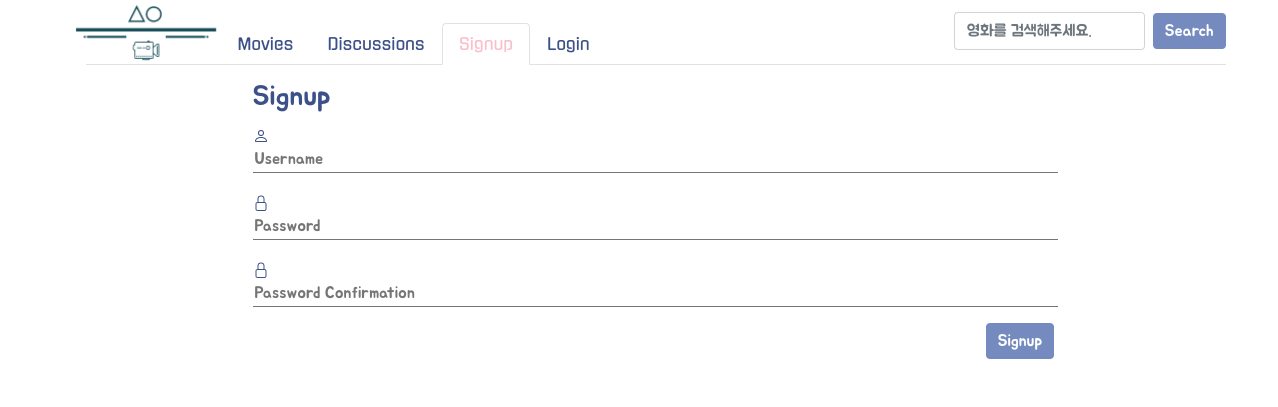 Movies Discussions Signup Login 영화를 검색해주세요. Search
Signup
Username
Password
Password Confirmation
Signup